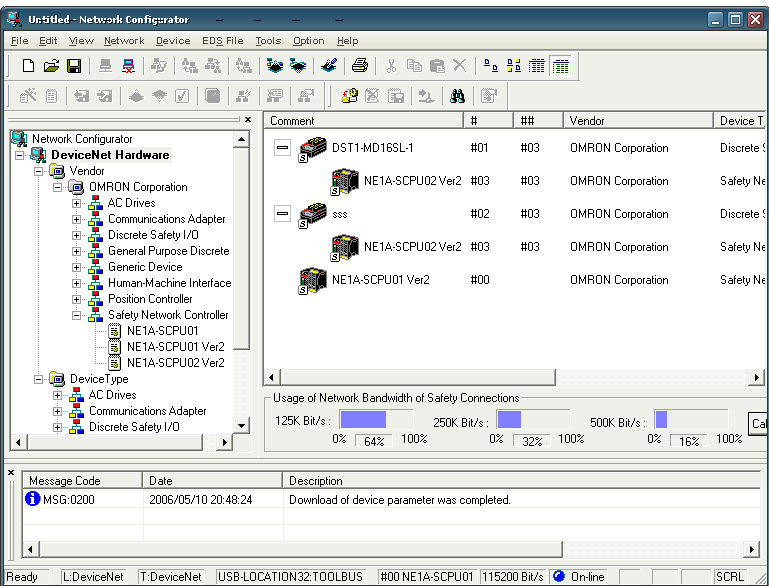 Untitled - Network Configurator
File Edit View Network Device EDS File Tools Option Help
Network Configurator
DeviceNet Hardware
Vendor
OMRON Corporation
AC Drives
Communications Adapter
Discrete Safety I/O
General Purpose Discrete
Generic Device
Human-Machine Interface
Position Controller
Safety Network Controller
NE1A-SCPU01
NE1A-SCPU01 Ver2
NE1A-SCPU02 Ver2
DeviceType
AC Drives
Communications Adapter
Discrete Safety I/O
Comment # ## Vendor Device T
DST1-MD16SL-1 #01 #03 OMRON Corporation Discrete S
NE1A-SCPU02 Ver2 #03 #03 OMRON Corporation Safety Ne
sss #02 #03 OMRON Corporation Discrete S
NE1A-SCPU02 Ver2 #03 #03 OMRON Corporation Safety Ne
NE1A-SCPU01 Ver2 #00 OMRON Corporation Safety Ne
Usage of Network Bandwidth of Safety Connections
125K Bit/s : 250K Bit/s : 500K Bit/s : Cal
0% 64% 100% 0% 32% 100% 0% 16% 100%
Message Code Date Description
MSG:0200 2006/05/10 20:48:24 Download of device parameter was completed.
Ready L:DeviceNet T:DeviceNet USB-LOCATION32:TOOLBUS #00 NE1A-SCPU01 115200 Bit/s On-line SCRL